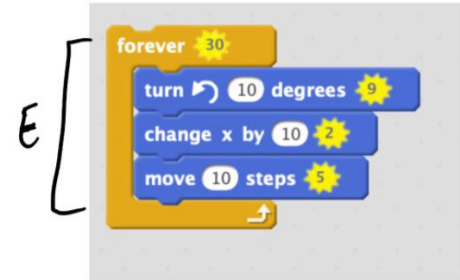 forever 30
E
turn 10 degrees 9
change x by 10 2
move 10 steps 5